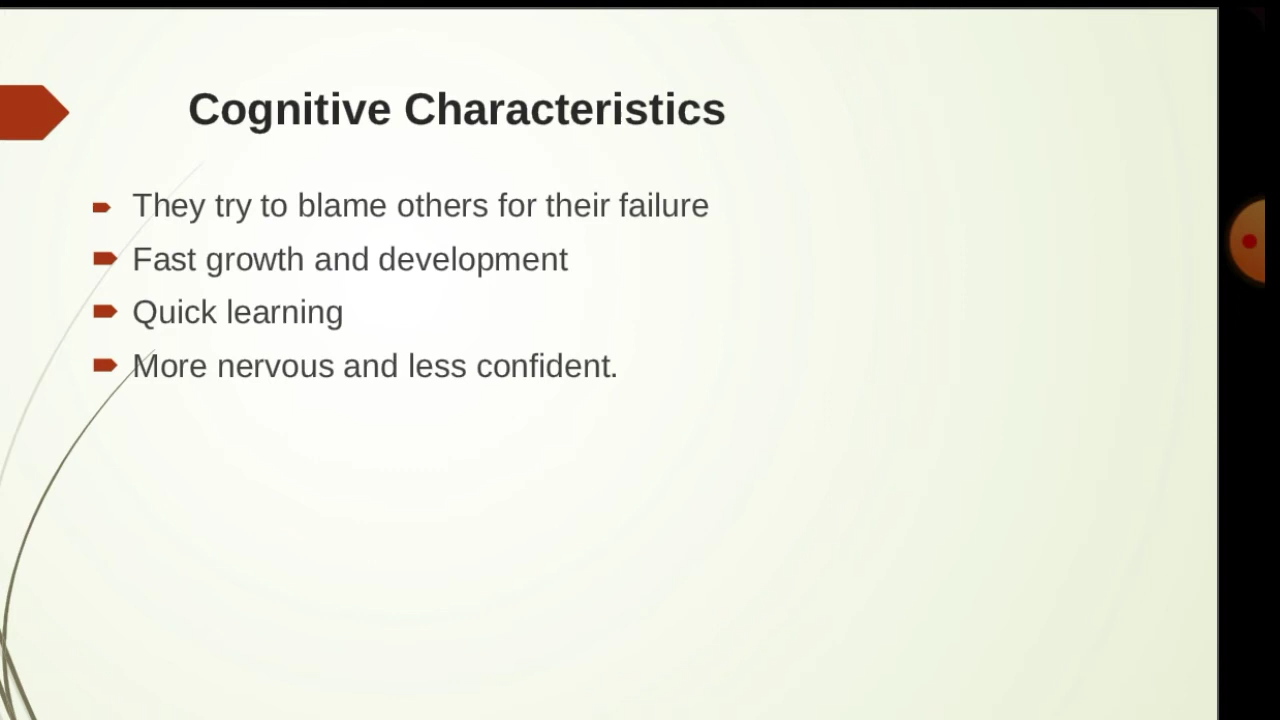 Cognitive Characteristics
They try to blame others for their failure
Fast growth and development
Quick learning
More nervous and less confident.